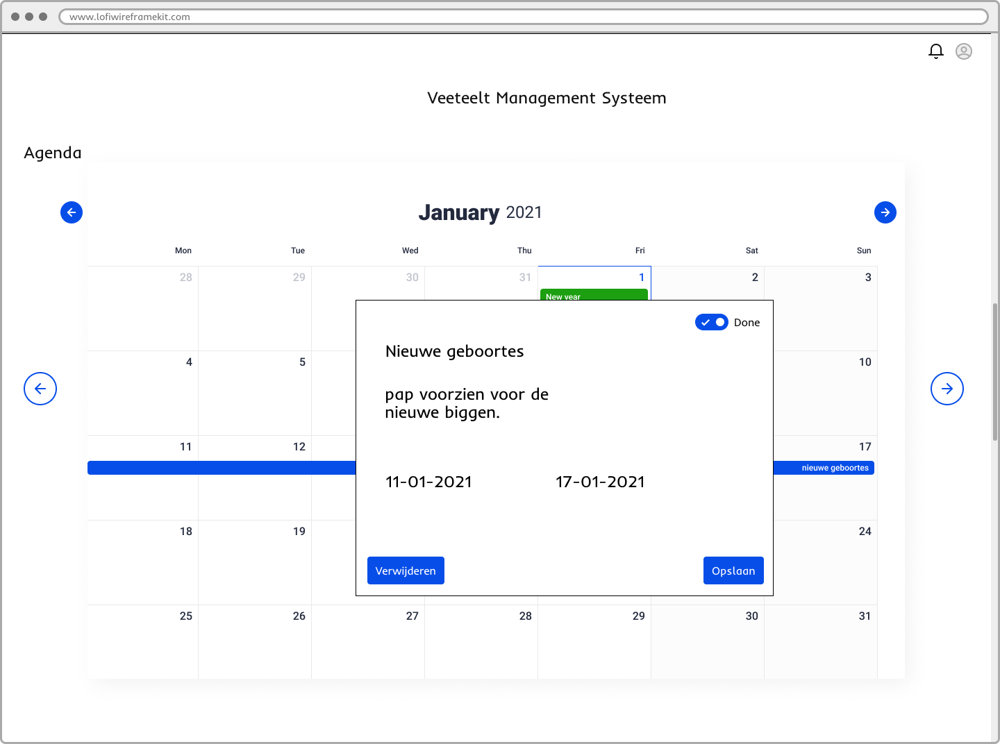 www.lofiwireframekit.com
Veeteelt Management Systeem
Agenda
January 2021
Mon Tue Wed Thu Fri Sat Sun
28 29 30 31 1 2 3
New year
Done
Nieuwe geboortes
4 5 10
pap voorzien voor de
nieuwe biggen.
11 12 17
nieuwe geboortes
11-01-2021 17-01-2021
18 19 24
Verwijderen Opslaan
25 26 27 28 29 30 31